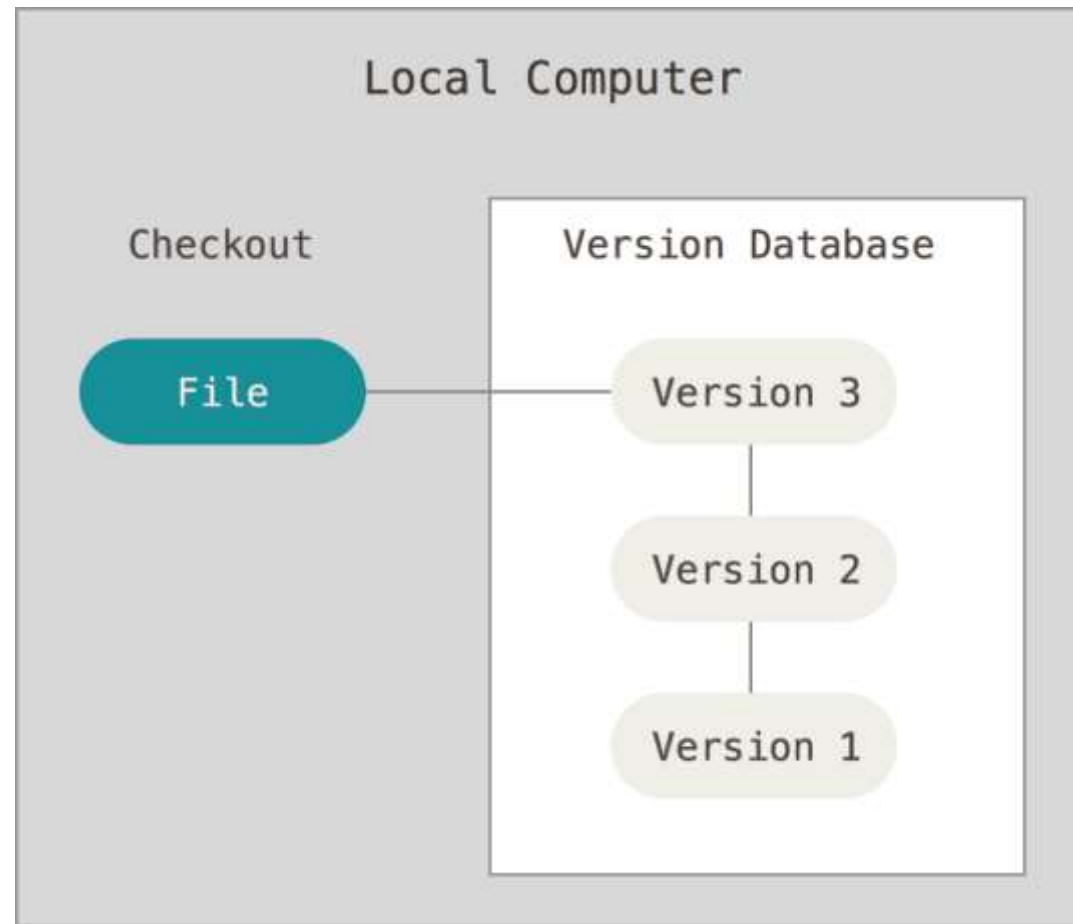 Local Computer
Checkout
Version Database
File
Version 3
Version 2
Version 1